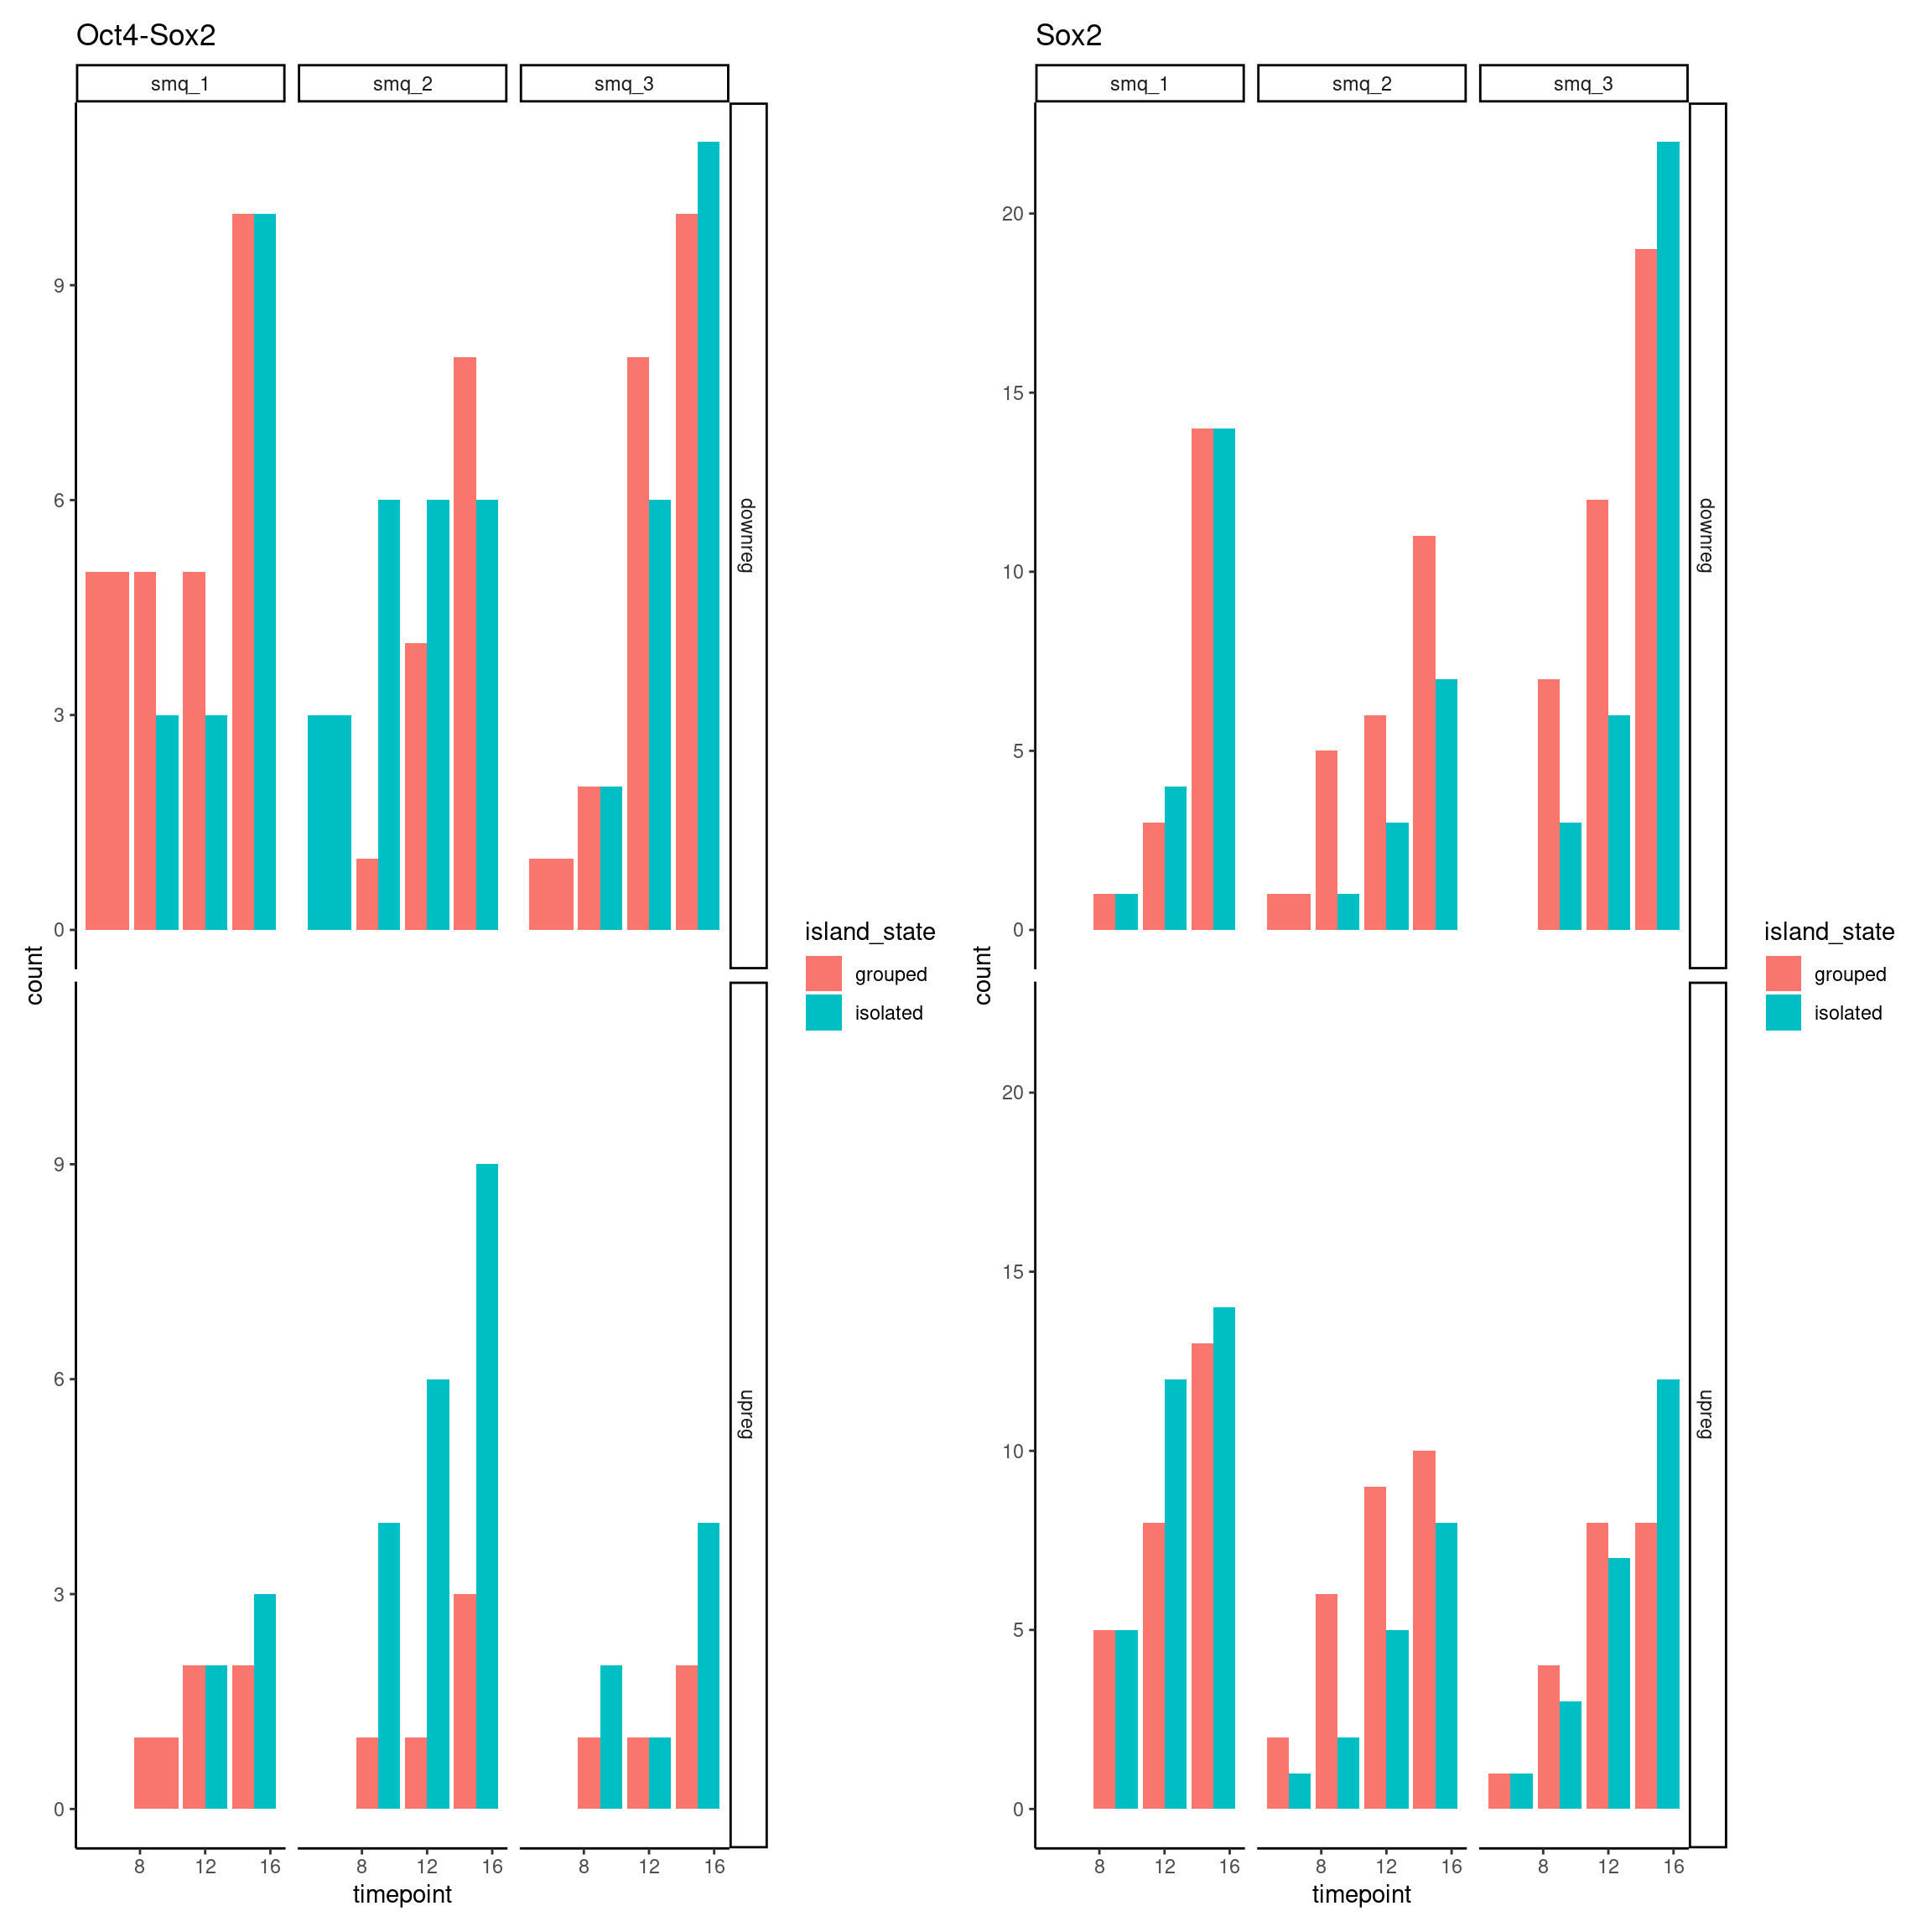 Oct4-Sox2
smq_1 smq_2 smq_3
downreg
upreg
count
9
6
3
0
9
6
3
0
8 12 16 8 12 16 8 12 16
timepoint
island_state
grouped
isolated
Sox2
smq_1 smq_2 smq_3
downreg
upreg
count
20
15
10
5
0
20
15
10
5
0
8 12 16 8 12 16 8 12 16
timepoint
island_state
grouped
isolated